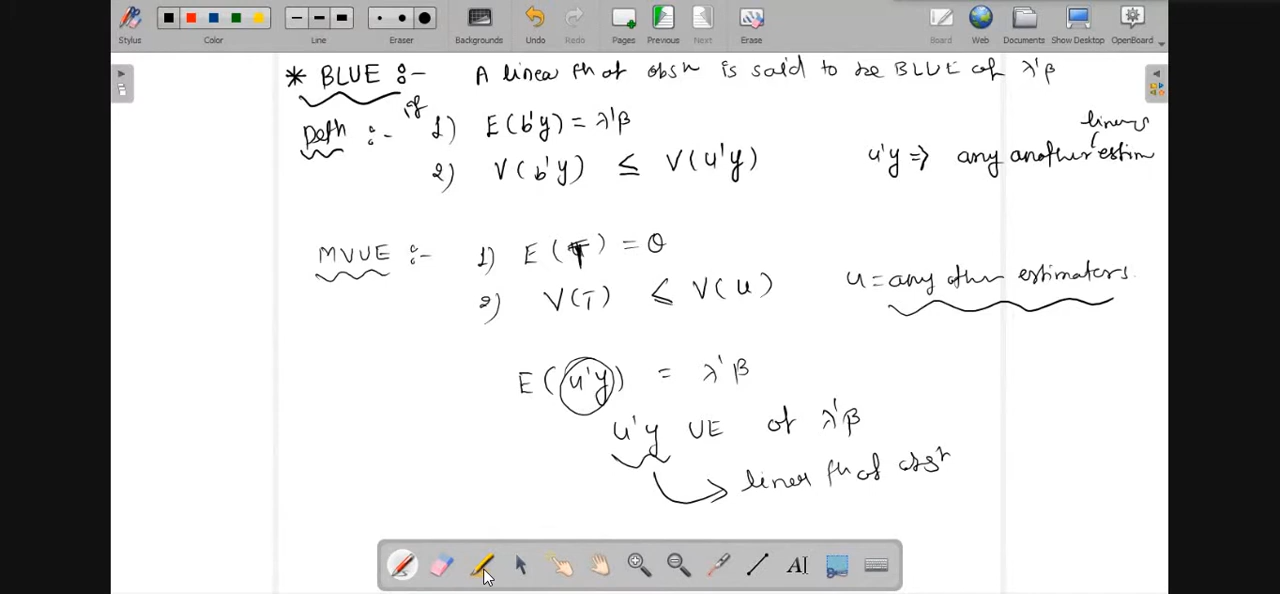 Stylus Color Line Eraser Backgrounds Undo Redo Pages Previous Next Erase Board Web Documents Show Desktop OpenBoard
* BLUE :- A linear fn of obsn is said to be BLUE of λ'β
if
Defn :- 1) E(b'y) = λ'β
2) V(b'y) ≤ V(u'y)
linear
u'y ⇒ any another estim
MVUE :- 1) E(T) = θ
2) V(T) ≤ V(u)
u = any other estimators.
E(u'y) = λ'β
u'y UE of λ'β
liner fn of obsn
AI